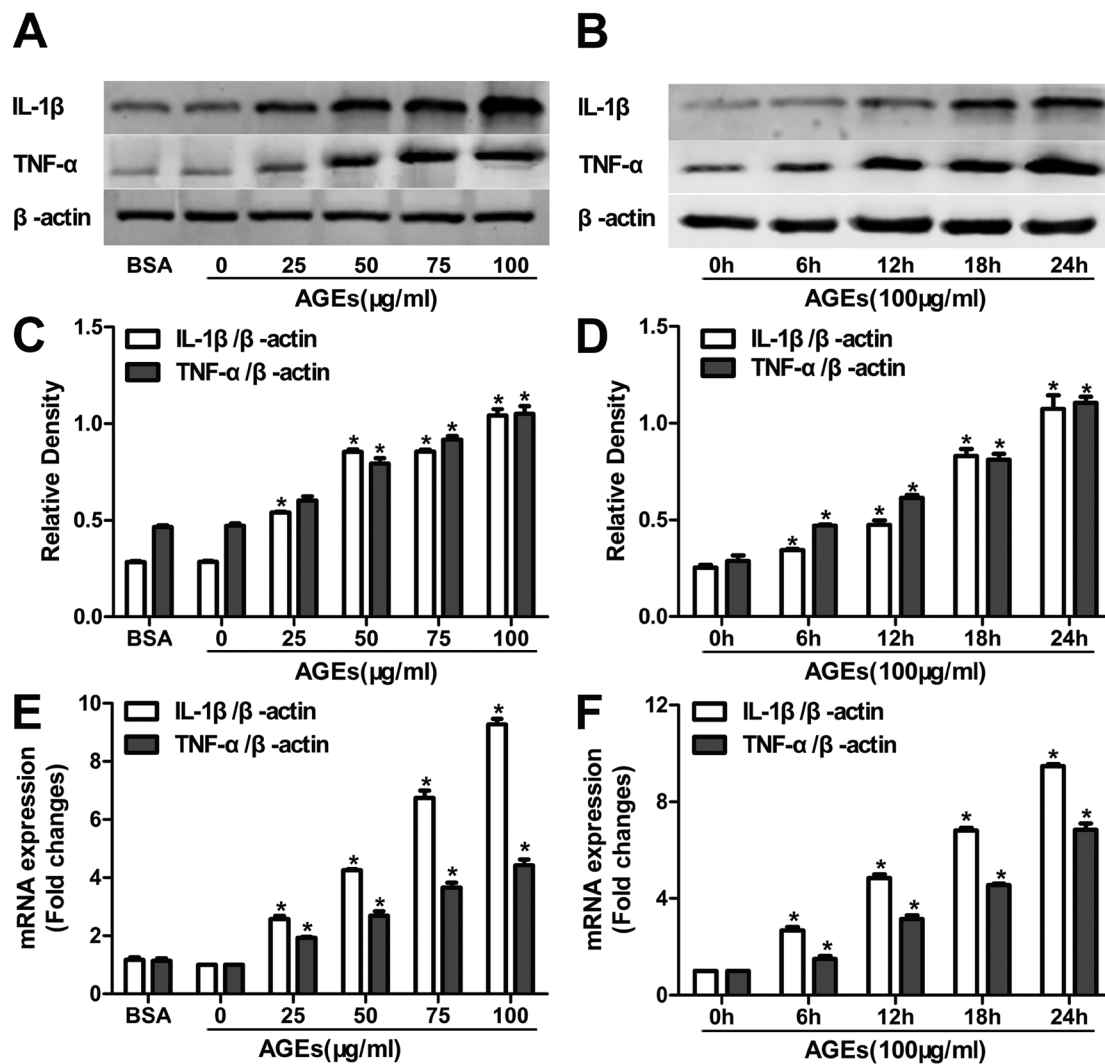 A
IL-1β
TNF-α
β -actin
BSA 0 25 50 75 100
AGEs(μg/ml)
B
IL-1β
TNF-α
β -actin
0h 6h 12h 18h 24h
AGEs(100μg/ml)
C
IL-1β /β -actin
TNF-α /β -actin
Relative Density
1.5
1.0
0.5
0.0
* * * * * * *
BSA 0 25 50 75 100
AGEs(μg/ml)
D
IL-1β /β -actin
TNF-α /β -actin
Relative Density
1.5
1.0
0.5
0.0
* * * * * * * *
0h 6h 12h 18h 24h
AGEs(100μg/ml)
E
IL-1β /β -actin
TNF-α /β -actin
mRNA expression
(Fold changes)
10
8
6
4
2
0
* * * * * * * *
BSA 0 25 50 75 100
AGEs(μg/ml)
F
IL-1β /β -actin
TNF-α /β -actin
mRNA expression
(Fold changes)
12
8
4
0
* * * * * * * *
0h 6h 12h 18h 24h
AGEs(100μg/ml)